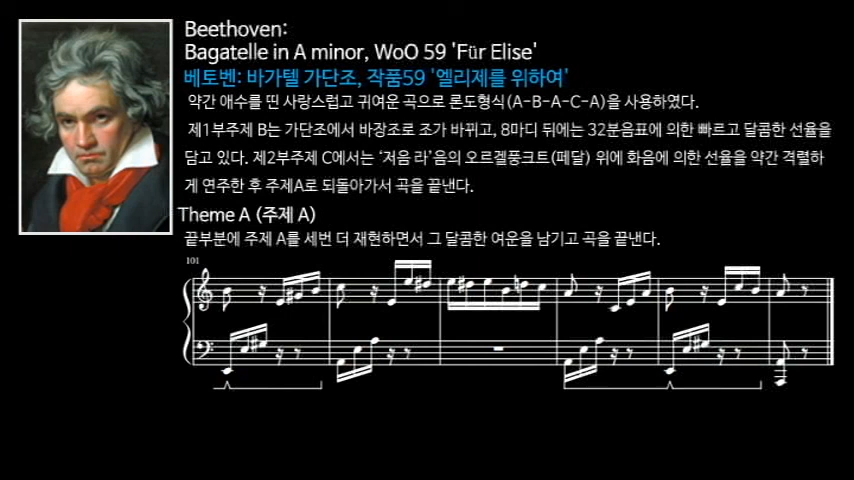 Beethoven:
Bagatelle in A minor, WoO 59 'Für Elise'
베토벤: 바가텔 가단조, 작품59 '엘리제를 위하여'
약간 애수를 띤 사랑스럽고 귀여운 곡으로 론도형식(A-B-A-C-A)을 사용하였다.
제1부주제 B는 가단조에서 바장조로 조가 바뀌고, 8마디 뒤에는 32분음표에 의한 빠르고 달콤한 선율을
담고 있다. 제2부주제 C에서는 '저음 라'음의 오르겔풍크트(페달) 위에 화음에 의한 선율을 약간 격렬하
게 연주한 후 주제A로 되돌아가서 곡을 끝낸다.
Theme A (주제 A)
끝부분에 주제 A를 세번 더 재현하면서 그 달콤한 여운을 남기고 곡을 끝낸다.
101